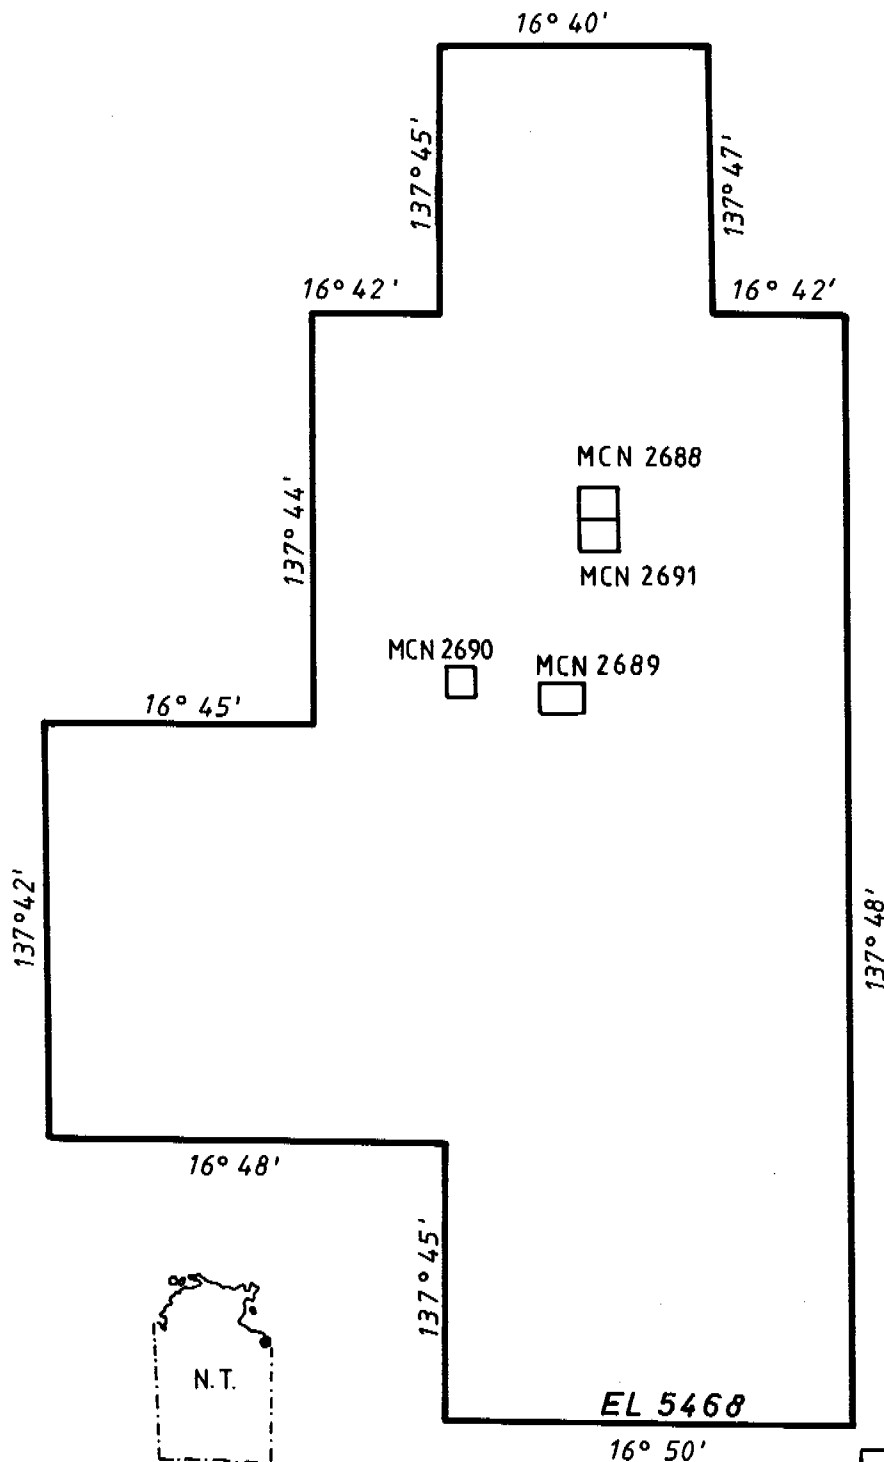 16° 40'
137° 45'
137° 47'
16° 42'
16° 42'
MCN 2688
137° 44'
MCN 2691
MCN 2690
MCN 2689
16° 45'
137° 42'
137° 48'
16° 48'
137° 45'
N.T.
EL 5468
16° 50'